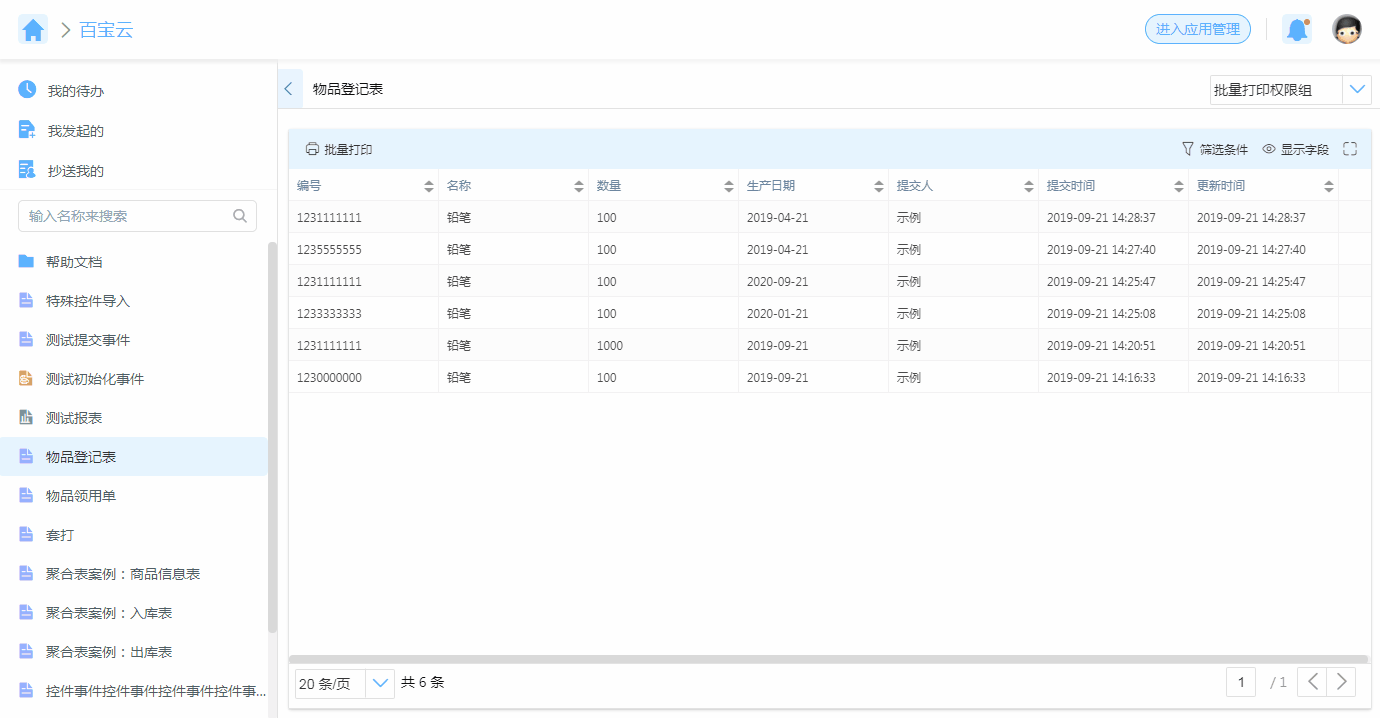 百宝云
进入应用管理
我的待办
我发起的
抄送我的
输入名称来搜索
帮助文档
特殊控件导入
测试提交事件
测试初始化事件
测试报表
物品登记表
物品领用单
套打
聚合表案例：商品信息表
聚合表案例：入库表
聚合表案例：出库表
控件事件控件事件控件事件控件事...
物品登记表
批量打印权限组
批量打印
筛选条件 显示字段
编号 名称 数量 生产日期 提交人 提交时间 更新时间
1231111111 铅笔 100 2019-04-21 示例 2019-09-21 14:28:37 2019-09-21 14:28:37
1235555555 铅笔 100 2019-04-21 示例 2019-09-21 14:27:40 2019-09-21 14:27:40
1231111111 铅笔 100 2020-09-21 示例 2019-09-21 14:25:47 2019-09-21 14:25:47
1233333333 铅笔 100 2020-01-21 示例 2019-09-21 14:25:08 2019-09-21 14:25:08
1231111111 铅笔 1000 2019-09-21 示例 2019-09-21 14:20:51 2019-09-21 14:20:51
1230000000 铅笔 100 2019-09-21 示例 2019-09-21 14:16:33 2019-09-21 14:16:33
20 条/页 共 6 条
1 / 1